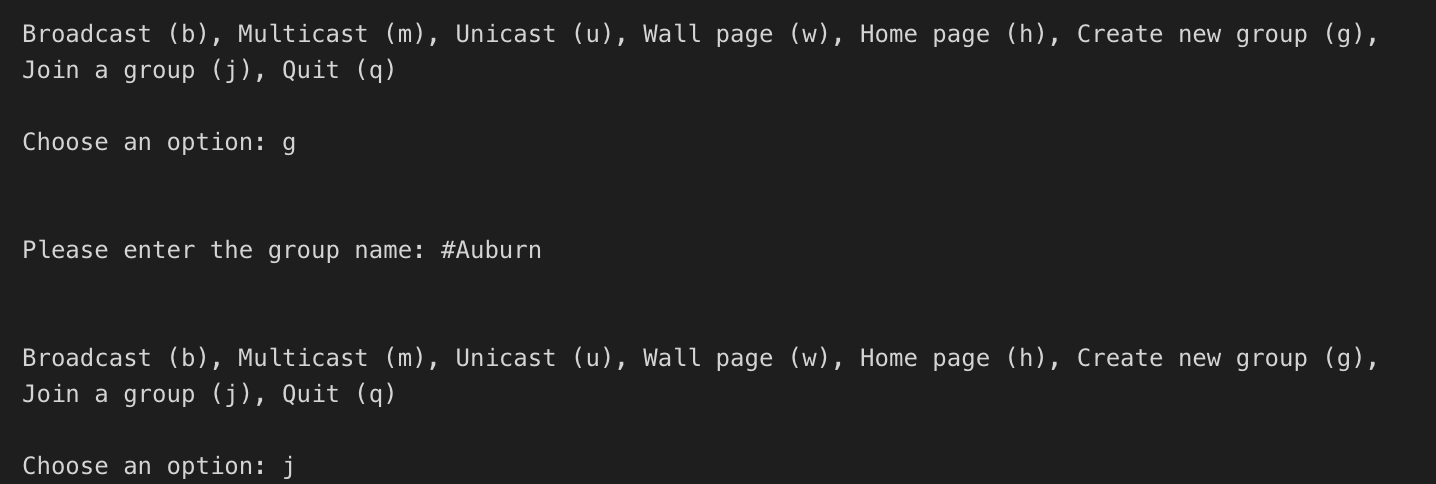 Broadcast (b), Multicast (m), Unicast (u), Wall page (w), Home page (h), Create new group (g),
Join a group (j), Quit (q)
Choose an option: g
Please enter the group name: #Auburn
Broadcast (b), Multicast (m), Unicast (u), Wall page (w), Home page (h), Create new group (g),
Join a group (j), Quit (q)
Choose an option: j